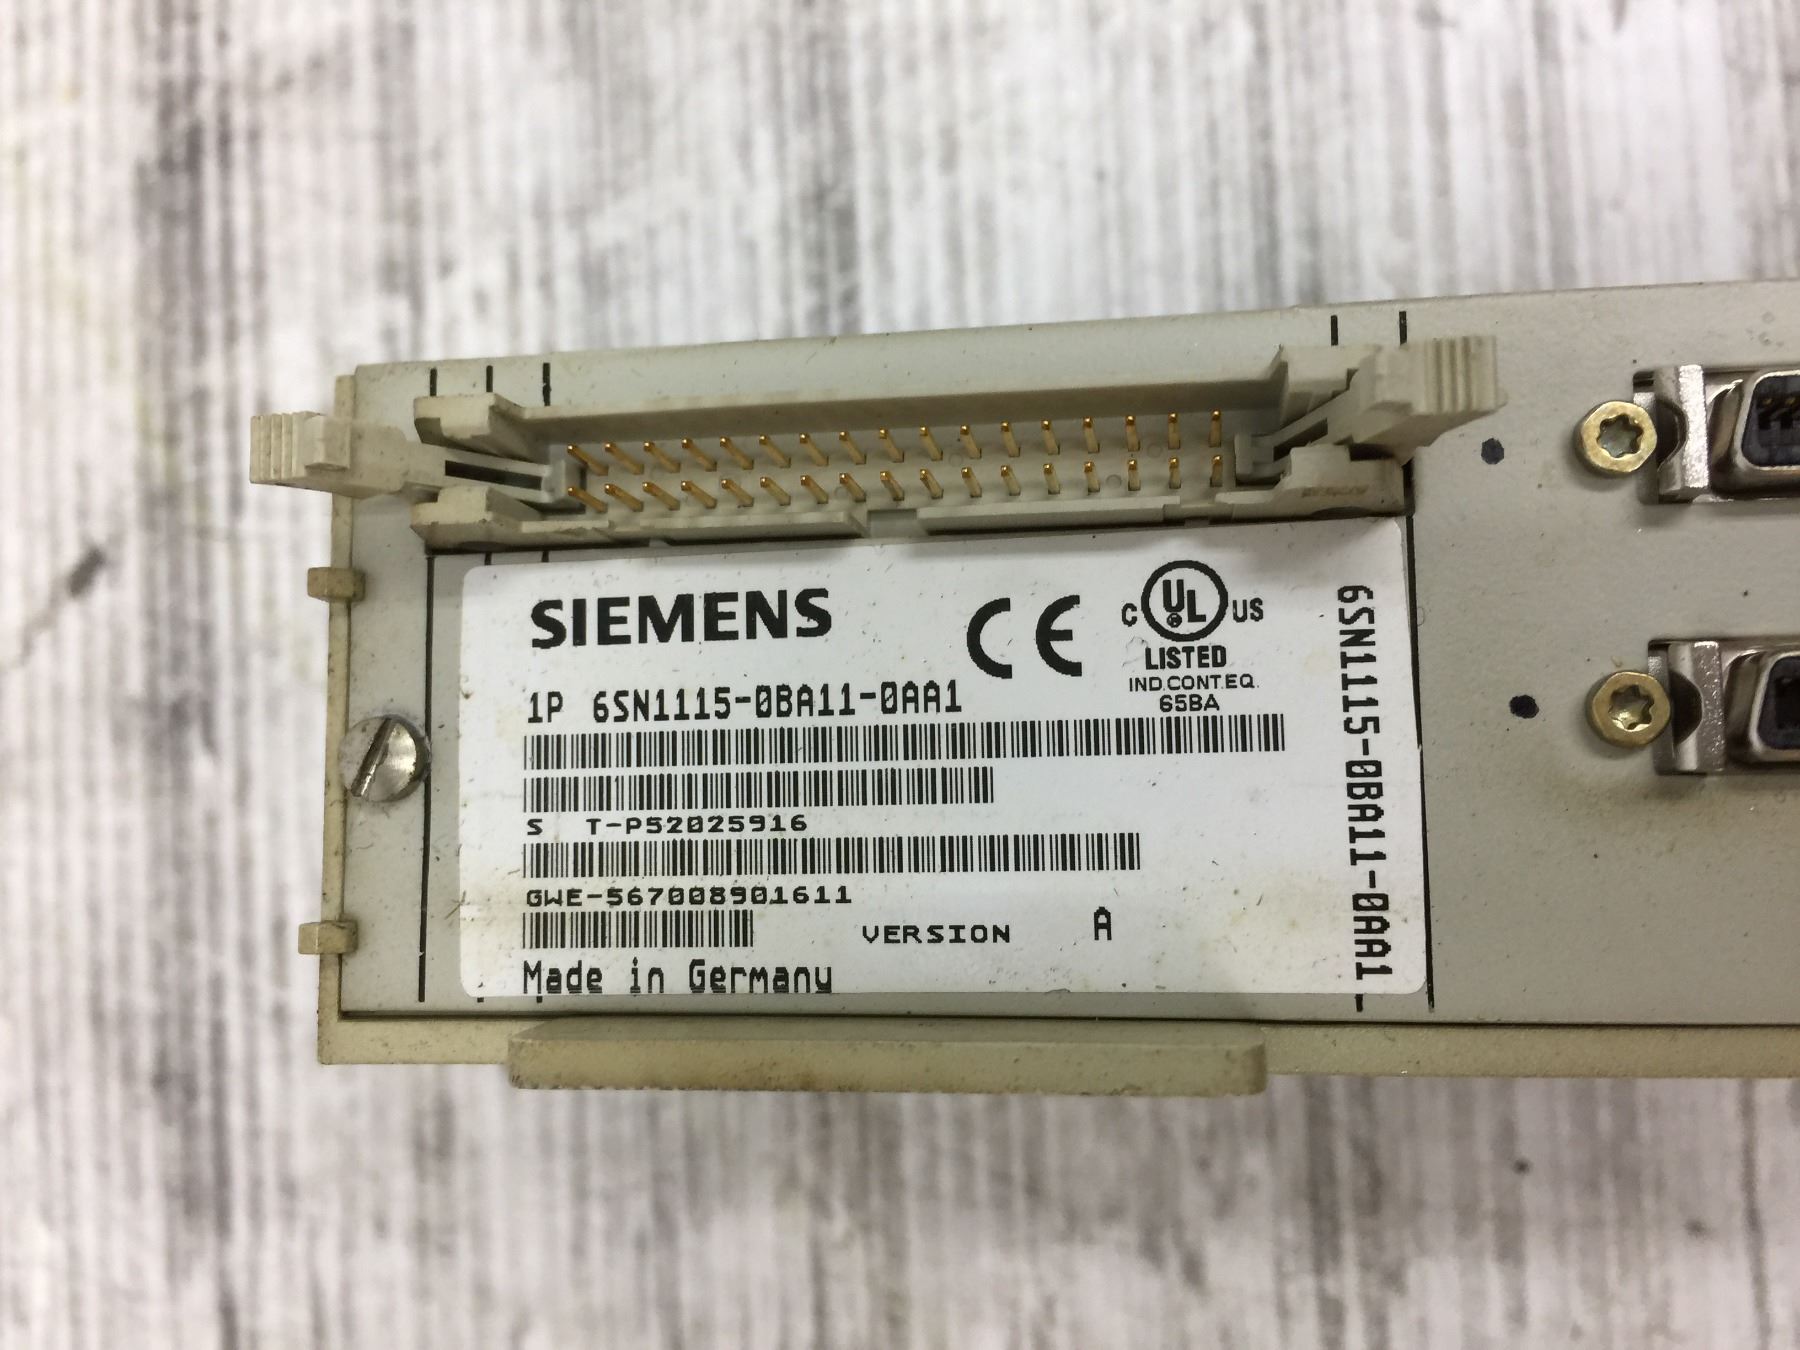 SIEMENS
CE
C UL US
LISTED
IND.CONT.EQ.
65BA
1P 6SN1115-0BA11-0AA1
S T-P52025916
GWE-567008901611
VERSION A
Made in Germany
6SN1115-0BA11-0AA1